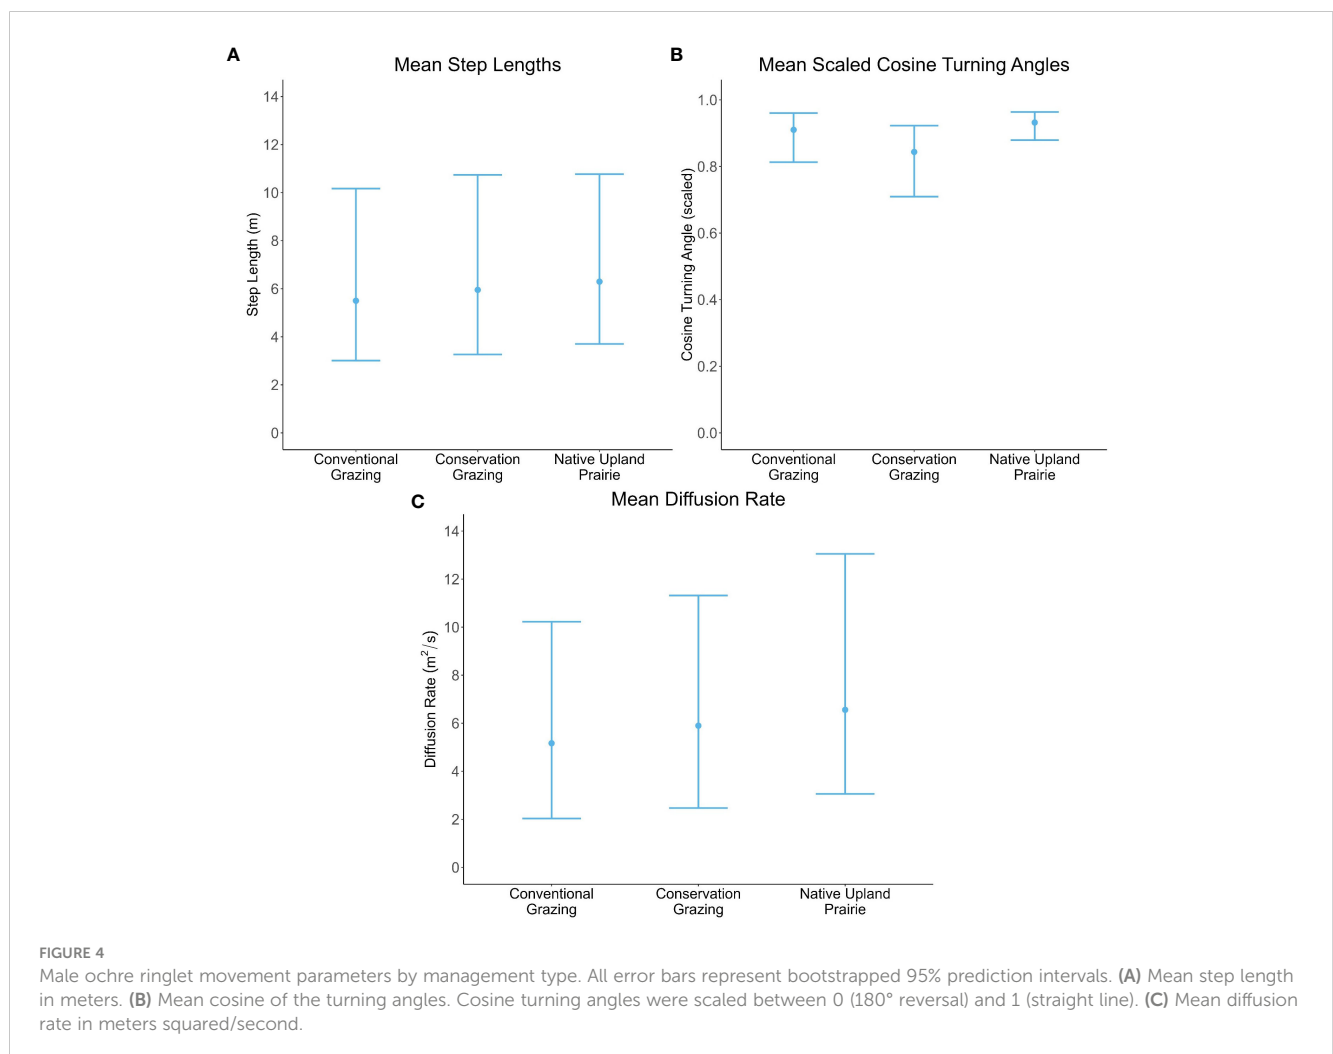 A
Mean Step Lengths
14
12
10
8
6
4
2
0
Step Length (m)
Conventional
Grazing
Conservation
Grazing
Native Upland
Prairie
B
Mean Scaled Cosine Turning Angles
1.0
0.8
0.6
0.4
0.2
0.0
Cosine Turning Angle (scaled)
Conventional
Grazing
Conservation
Grazing
Native Upland
Prairie
C
Mean Diffusion Rate
14
12
10
8
6
4
2
0
Diffusion Rate (m²/s)
Conventional
Grazing
Conservation
Grazing
Native Upland
Prairie
FIGURE 4
Male ochre ringlet movement parameters by management type. All error bars represent bootstrapped 95% prediction intervals. (A) Mean step length
in meters. (B) Mean cosine of the turning angles. Cosine turning angles were scaled between 0 (180° reversal) and 1 (straight line). (C) Mean diffusion
rate in meters squared/second.